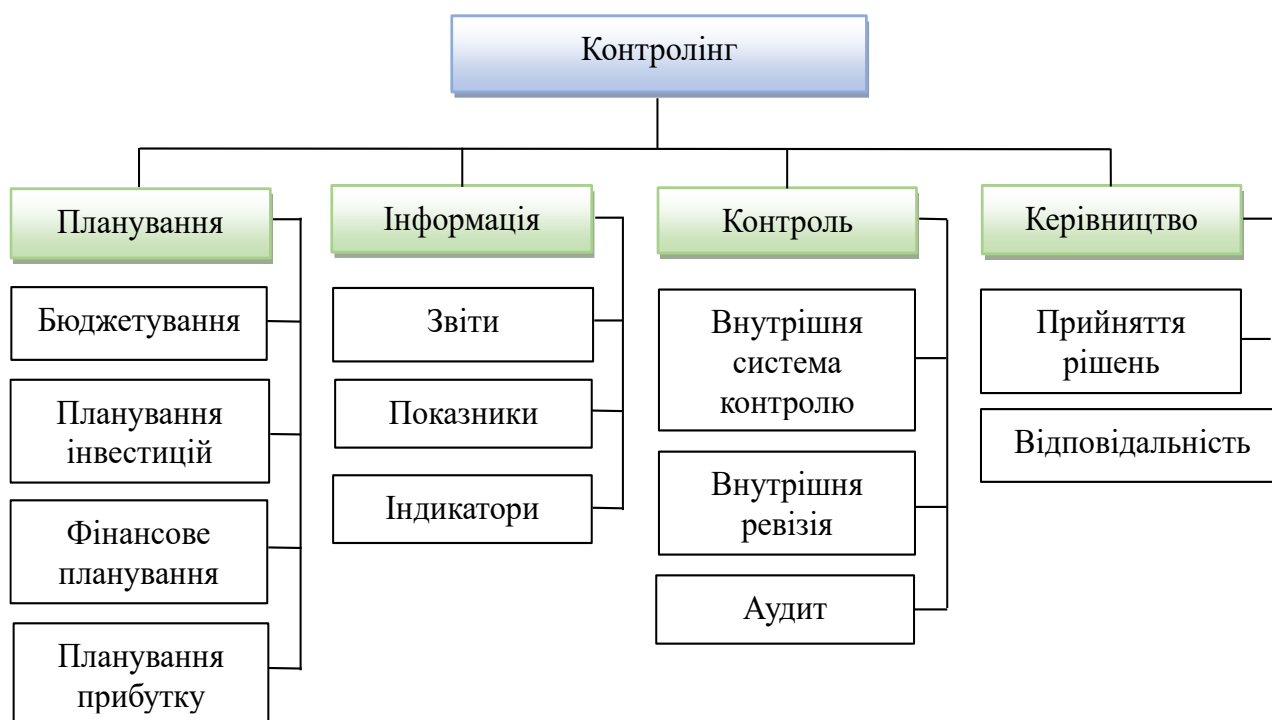 Контролінг
Планування
Бюджетування
Планування
інвестицій
Фінансове
планування
Планування
прибутку
Інформація
Звіти
Показники
Індикатори
Контроль
Внутрішня
система
контролю
Внутрішня
ревізія
Аудит
Керівництво
Прийняття
рішень
Відповідальність